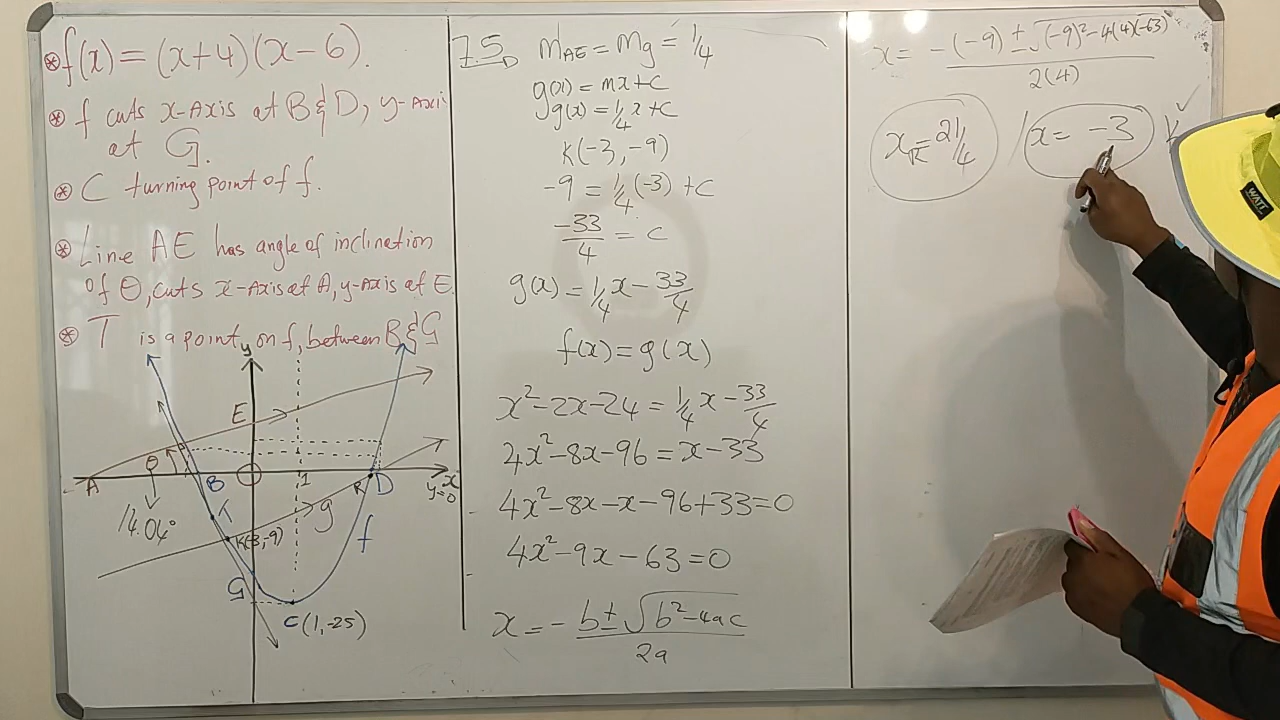 ⊛ f(x) = (x+4)(x-6).
⊛ f cuts x-Axis at B & D, y-Axis
at G.
⊛ C turning point of f.
⊛ Line AE has angle of inclination
of θ, cuts x-Axis at A, y-Axis at E.
⊛ T is a point on f, between B & G
y
E
θ
A
B
1
R
D
x
y=0
14.04°
T
K(-3,-9)
g
f
G
C(1,-25)
7.5 D m_AE = m_g = 1/4
g(x) = mx+c
g(x) = 1/4 x+c
K(-3,-9)
-9 = 1/4(-3) +c
-33/4 = c
g(x) = 1/4 x - 33/4
f(x) = g(x)
x²-2x-24 = 1/4 x - 33/4
4x²-8x-96 = x-33
4x²-8x-x-96+33=0
4x²-9x-63=0
x = -b±√b²-4ac / 2a
x = -(-9) ±√(-9)²-4(4)(-63) / 2(4)
x_R = 21/4 / x = -3 K
WATT